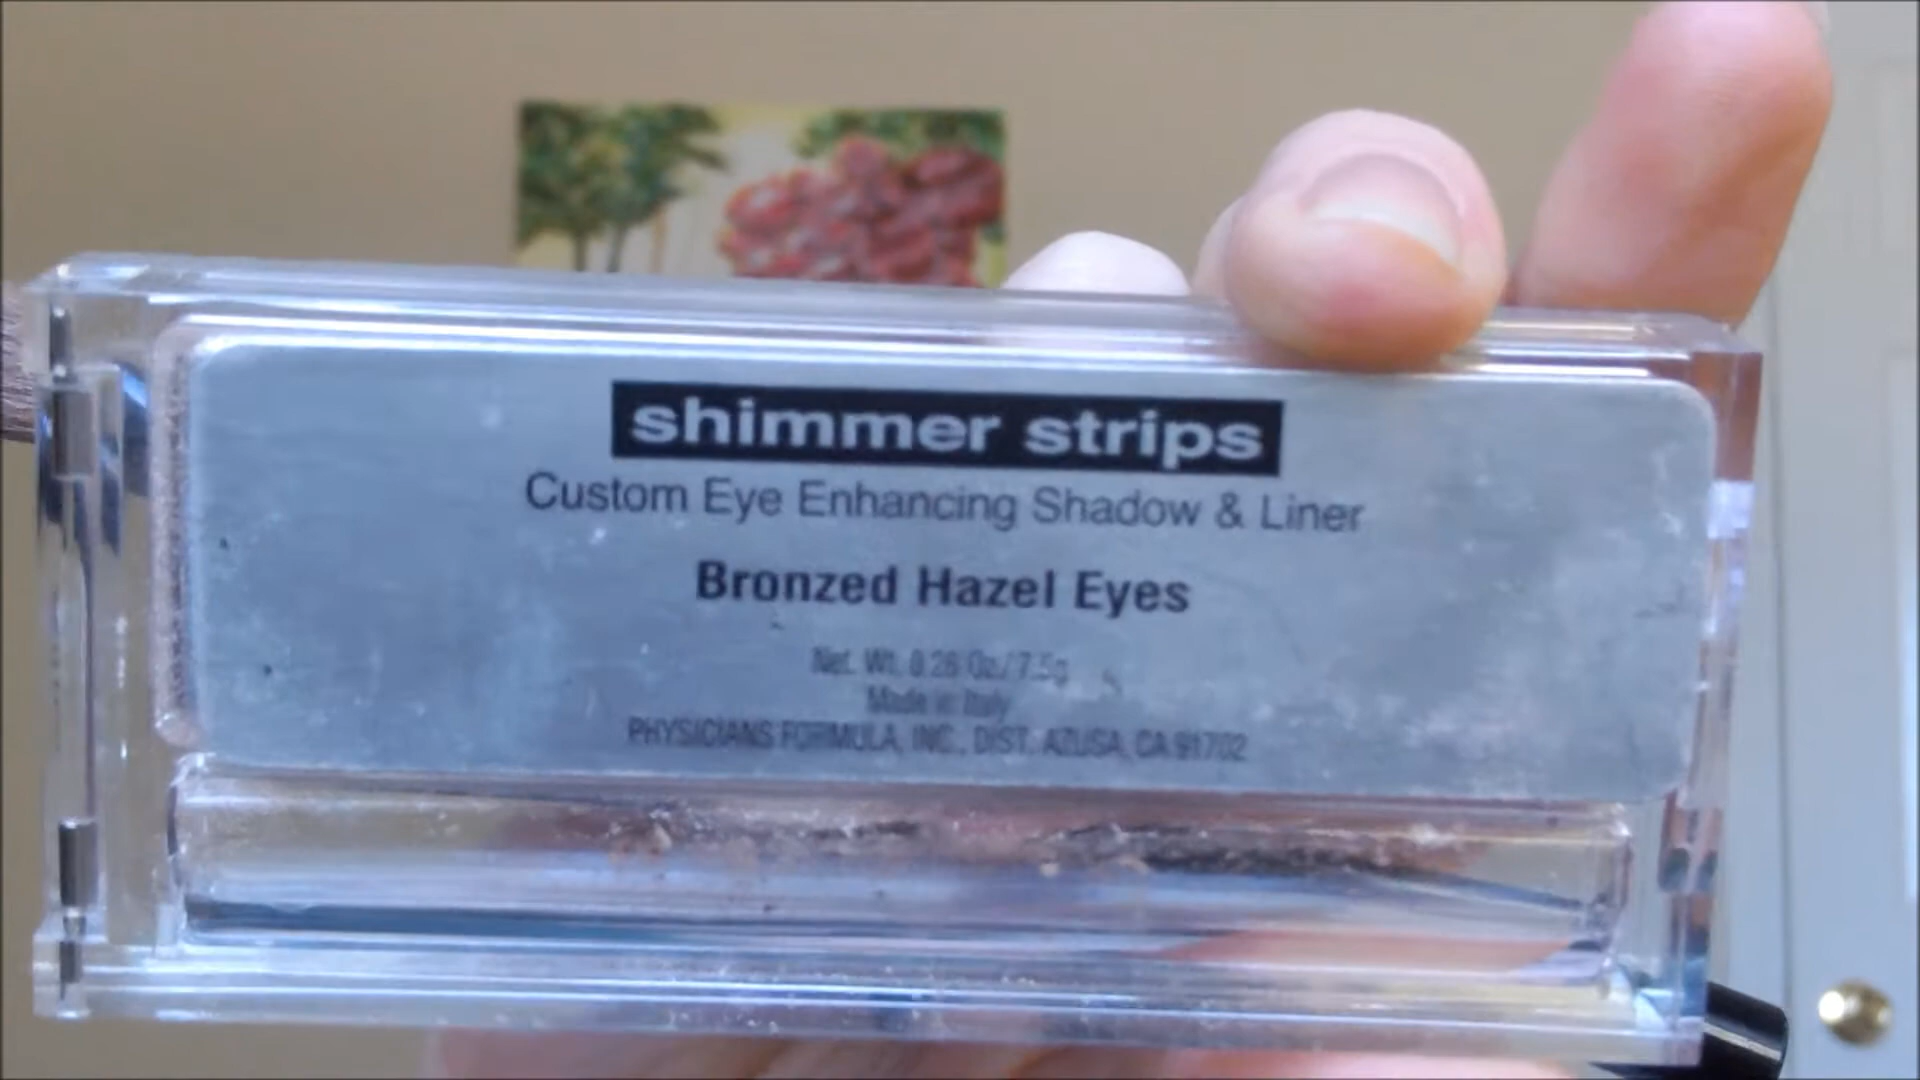 shimmer strips
Custom Eye Enhancing Shadow & Liner
Bronzed Hazel Eyes
Net. Wt. 0.26 Oz/7.5g
Made in Italy
PHYSICIANS FORMULA, INC., DIST. AZUSA, CA 91702